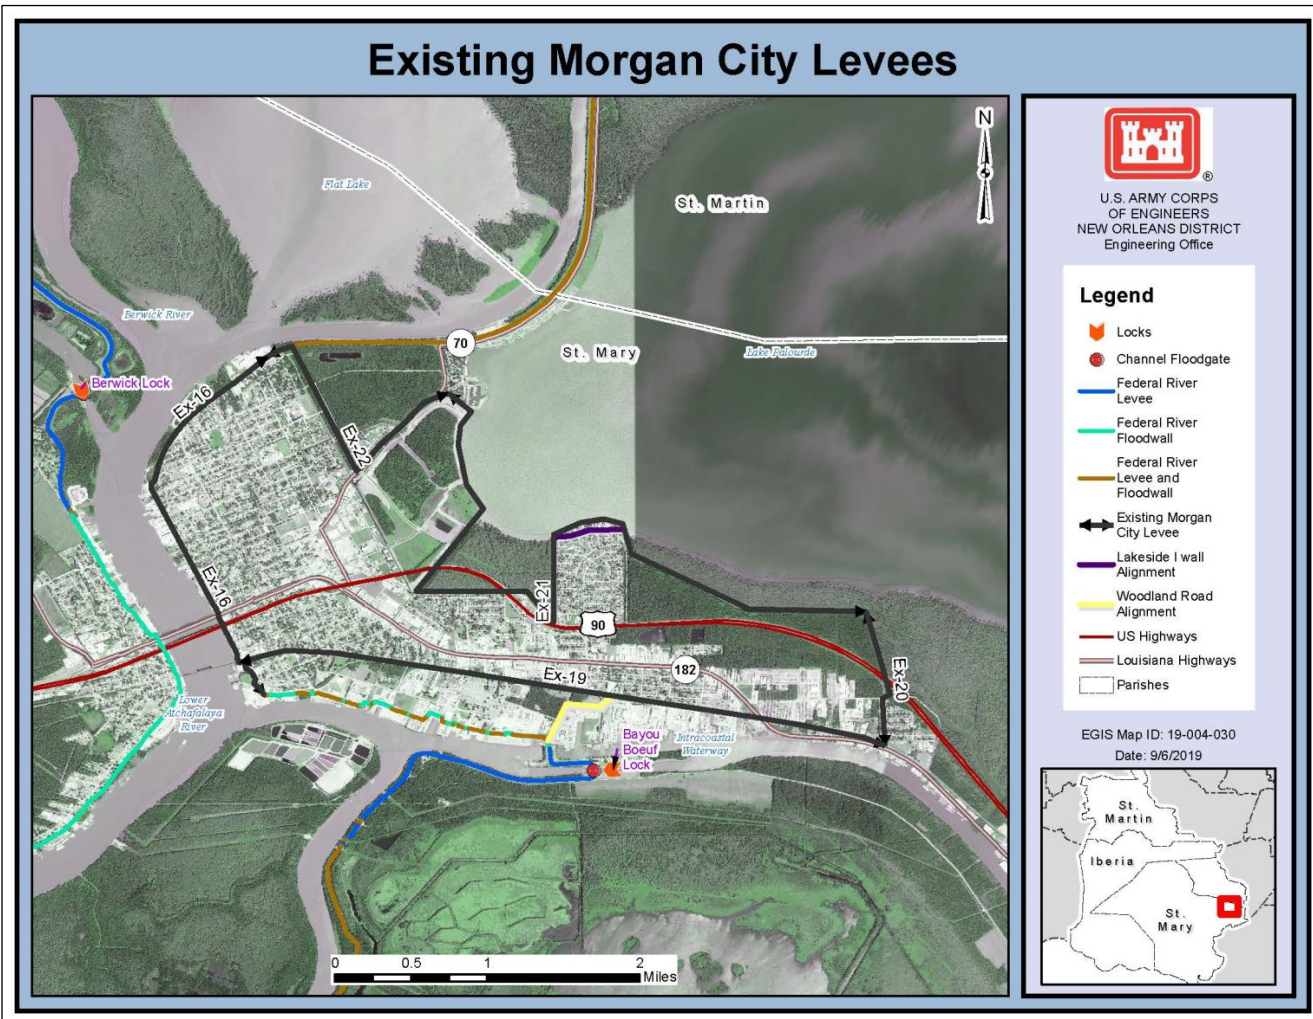 Existing Morgan City Levees
N
Flat Lake
St. Martin
Berwick River
70
St. Mary
Lake Palourde
Berwick Lock
Ex-16
Ex-22
Ex-16
Ex-21
90
182
Ex-19
Ex-20
Lower
Atchafalaya
River
Bayou
Boeuf
Lock
Intracoastal
Waterway
0 0.5 1 2
Miles
®
U.S. ARMY CORPS
OF ENGINEERS
NEW ORLEANS DISTRICT
Engineering Office
Legend
Locks
Channel Floodgate
Federal River
Levee
Federal River
Floodwall
Federal River
Levee and
Floodwall
Existing Morgan
City Levee
Lakeside I wall
Alignment
Woodland Road
Alignment
US Highways
Louisiana Highways
Parishes
EGIS Map ID: 19-004-030
Date: 9/6/2019
St.
Martin
Iberia
St.
Mary